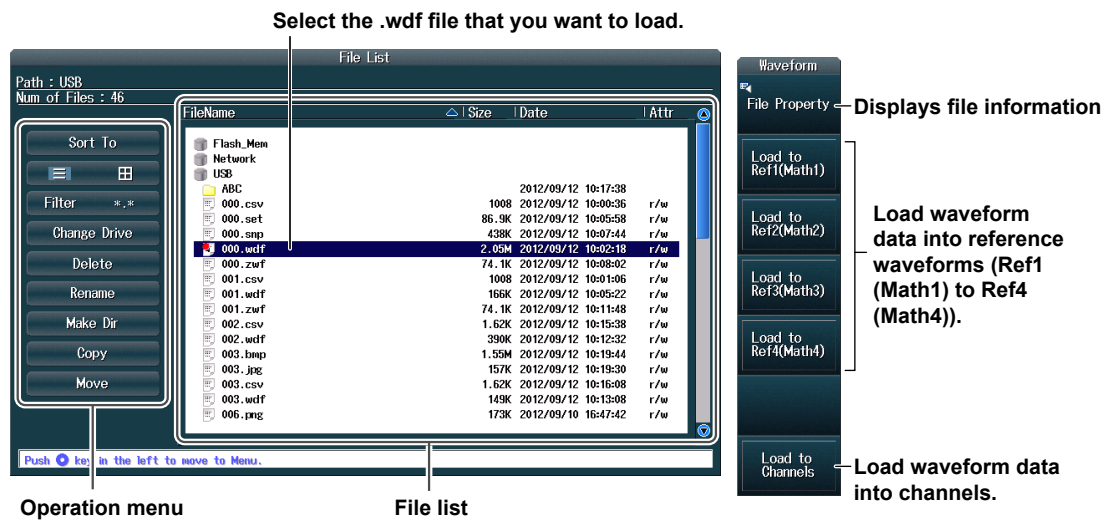 Select the .wdf file that you want to load.
File List
Path : USB
Num of Files : 46
FileName Size Date Attr
Flash_Mem
Network
USB
ABC 2012/09/12 10:17:38
000.csv 1008 2012/09/12 10:00:36 r/w
000.set 86.9K 2012/09/12 10:05:58 r/w
000.snp 438K 2012/09/12 10:07:44 r/w
000.wdf 2.05M 2012/09/12 10:02:18 r/w
000.zwf 74.1K 2012/09/12 10:08:02 r/w
001.csv 1008 2012/09/12 10:01:06 r/w
001.wdf 166K 2012/09/12 10:05:22 r/w
001.zwf 74.1K 2012/09/12 10:11:48 r/w
002.csv 1.62K 2012/09/12 10:15:38 r/w
002.wdf 390K 2012/09/12 10:12:32 r/w
003.bmp 1.55M 2012/09/12 10:19:44 r/w
003.jpg 157K 2012/09/12 10:19:30 r/w
003.csv 1.62K 2012/09/12 10:16:08 r/w
003.wdf 149K 2012/09/12 10:13:08 r/w
006.png 173K 2012/09/10 16:47:42 r/w
Sort To
Filter *.*
Change Drive
Delete
Rename
Make Dir
Copy
Move
Push key in the left to move to Menu.
Operation menu
File list
Waveform
File Property
Displays file information
Load to
Ref1(Math1)
Load to
Ref2(Math2)
Load to
Ref3(Math3)
Load to
Ref4(Math4)
Load waveform
data into reference
waveforms (Ref1
(Math1) to Ref4
(Math4)).
Load to
Channels
Load waveform data
into channels.